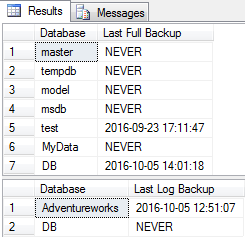 Results Messages
Database Last Full Backup
1 master NEVER
2 tempdb NEVER
3 model NEVER
4 msdb NEVER
5 test 2016-09-23 17:11:47
6 MyData NEVER
7 DB 2016-10-05 14:01:18
Database Last Log Backup
1 Adventureworks 2016-10-05 12:51:07
2 DB NEVER